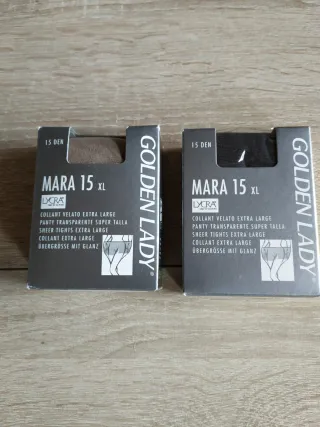 15 DEN
MARA 15 XL
LYCRA
COLLANT VELATO EXTRA LARGE
PANTY TRANSPARENTE SUPER TALLA
SHEER TIGHTS EXTRA LARGE
COLLANT EXTRA LARGE
ÜBERGRÖSSE MIT GLANZ
GOLDEN LADY
15 DEN
MARA 15 XL
LYCRA
COLLANT VELATO EXTRA LARGE
PANTY TRANSPARENTE SUPER TALLA
SHEER TIGHTS EXTRA LARGE
COLLANT EXTRA LARGE
ÜBERGRÖSSE MIT GLANZ
GOLDEN LADY